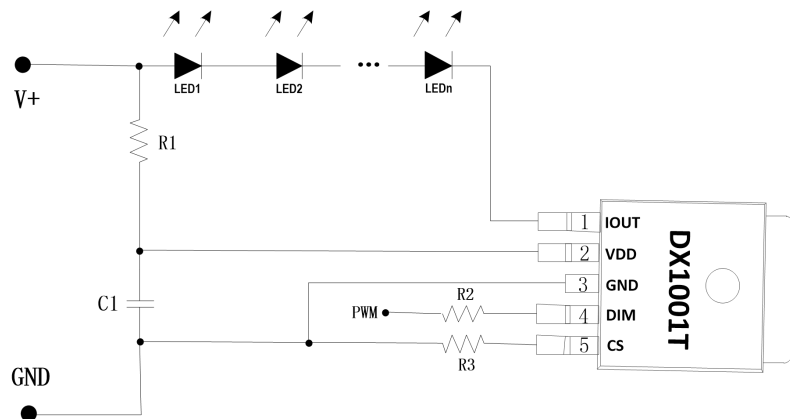 V+
LED1
LED2
•••
LEDn
R1
C1
GND
PWM
R2
R3
1 IOUT
2 VDD
3 GND
4 DIM
5 CS
DX1001T